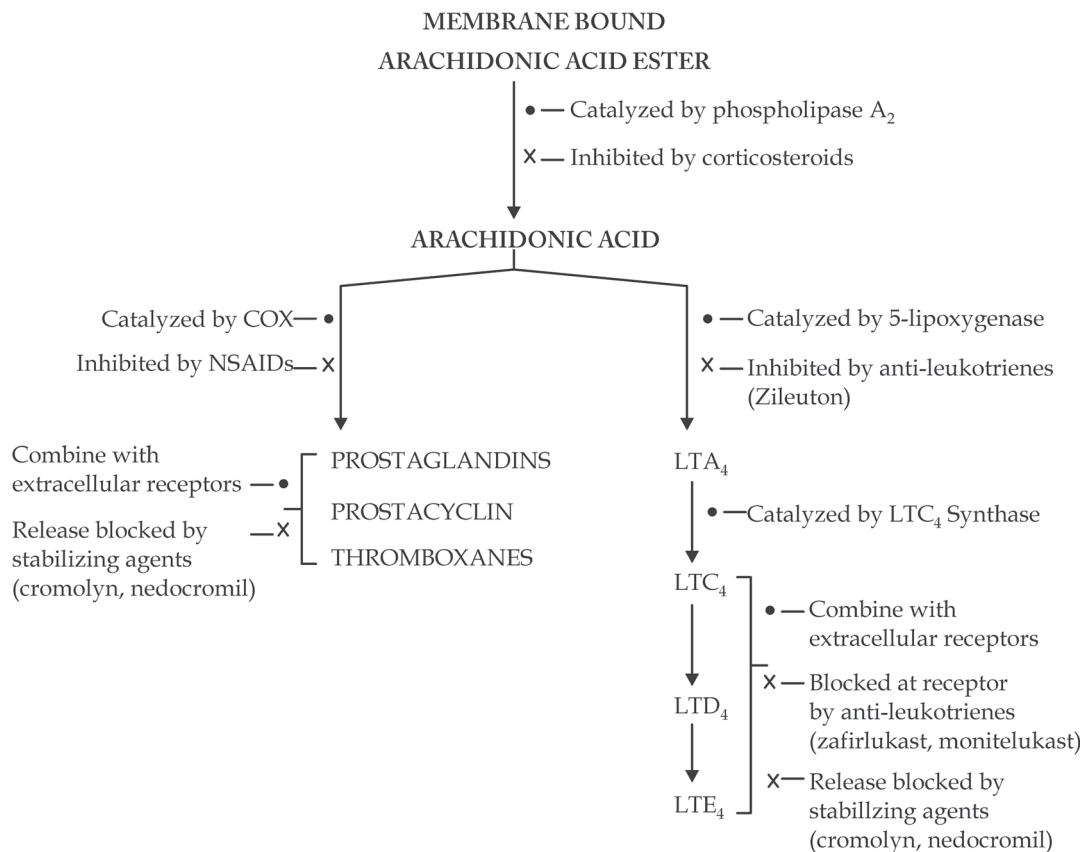 MEMBRANE BOUND
ARACHIDONIC ACID ESTER
Catalyzed by phospholipase A₂
Inhibited by corticosteroids
ARACHIDONIC ACID
Catalyzed by COX
Inhibited by NSAIDs
Catalyzed by 5-lipoxygenase
Inhibited by anti-leukotrienes
(Zileuton)
Combine with
extracellular receptors
Release blocked by
stabilizing agents
(cromolyn, nedocromil)
PROSTAGLANDINS
PROSTACYCLIN
THROMBOXANES
LTA₄
Catalyzed by LTC₄ Synthase
LTC₄
LTD₄
LTE₄
Combine with
extracellular receptors
Blocked at receptor
by anti-leukotrienes
(zafirlukast, monitelukast)
Release blocked by
stabillzing agents
(cromolyn, nedocromil)